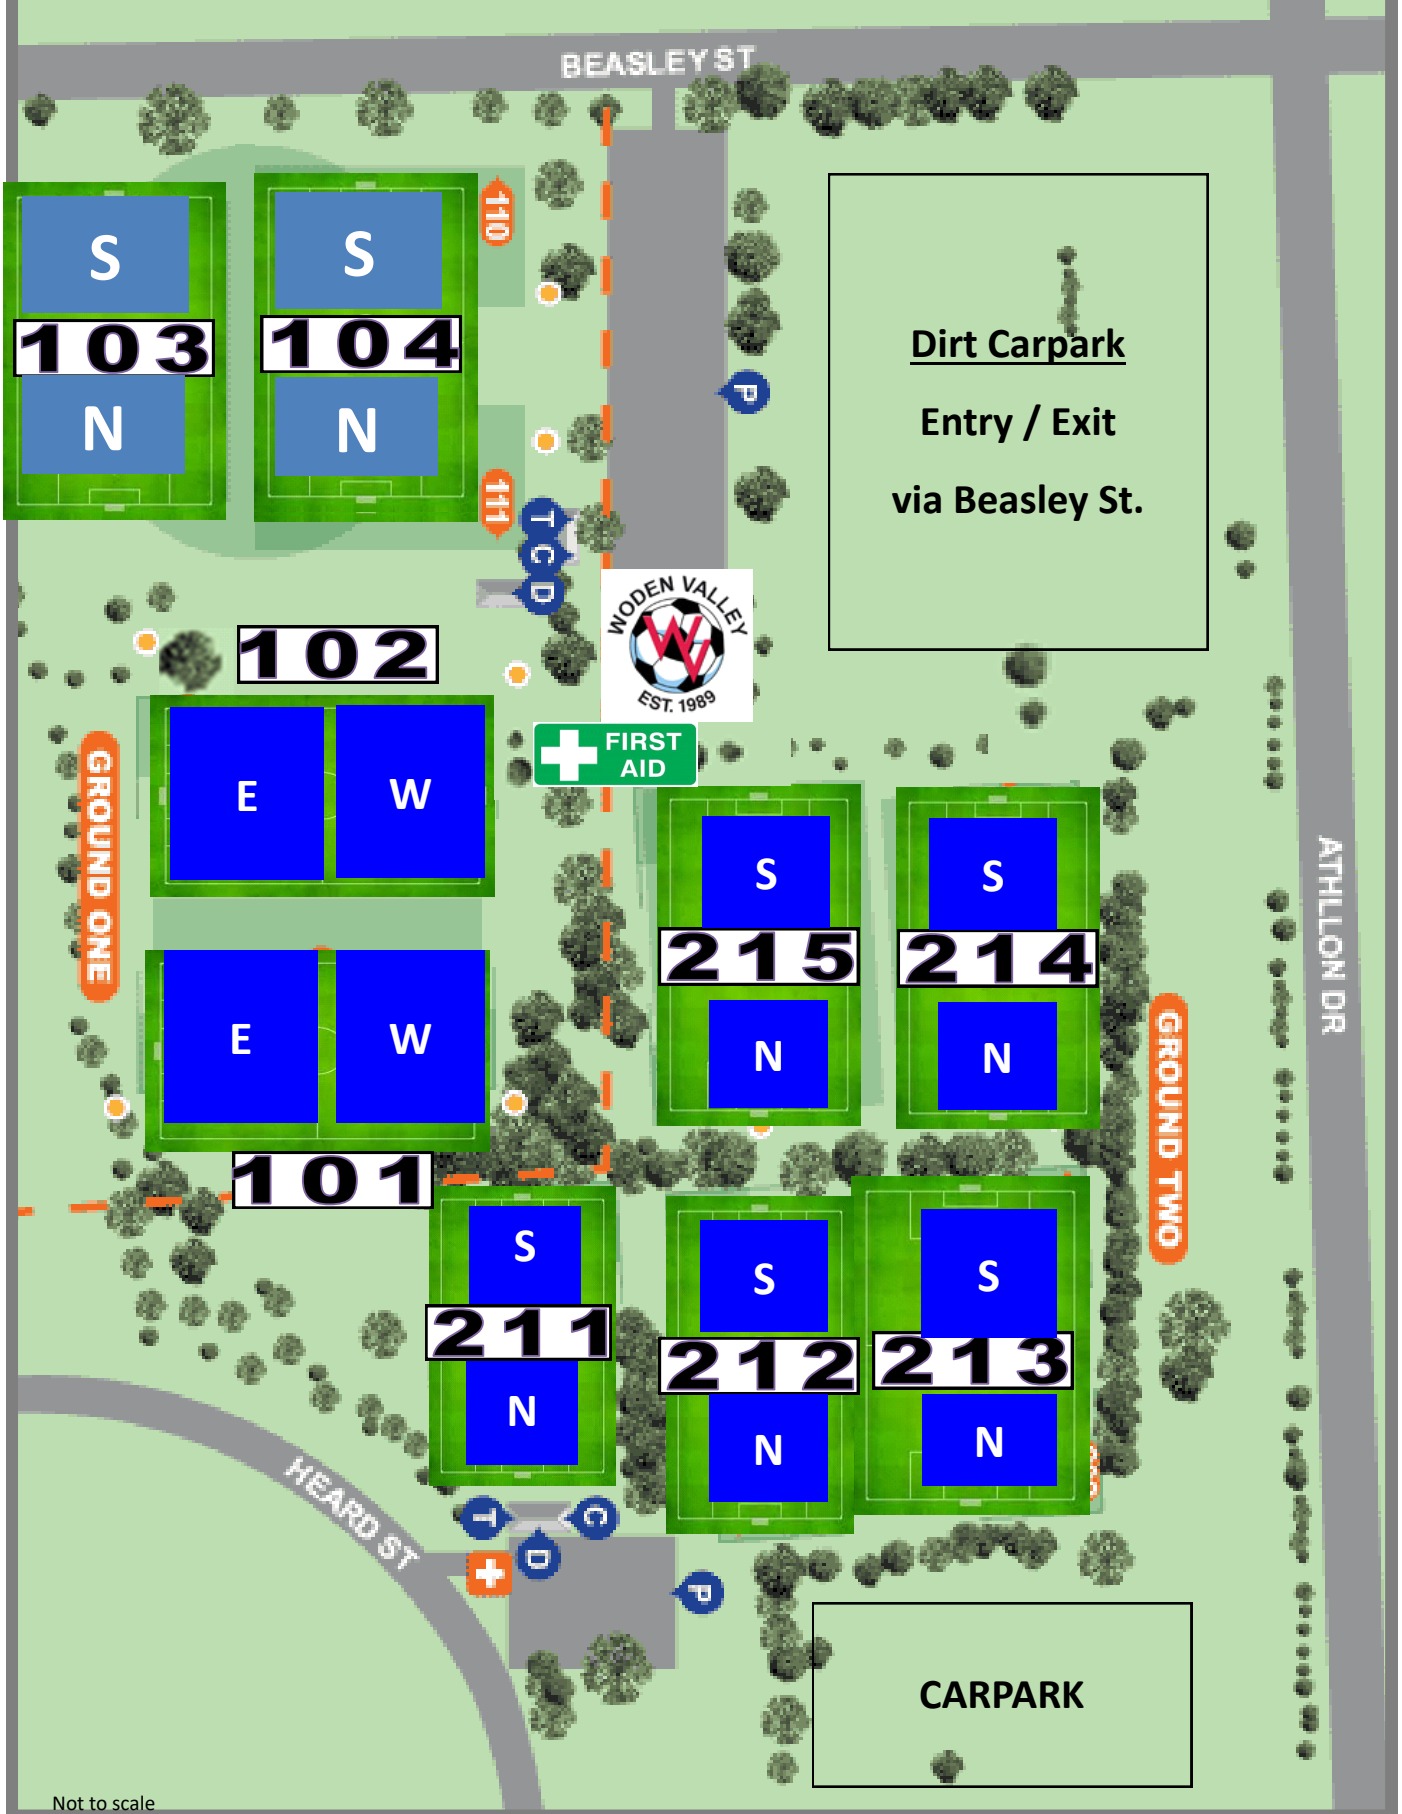 BEASLEY ST
S
103
N
S
104
N
110
111
P
T
C
D
Dirt Carpark
Entry / Exit
via Beasley St.
WODEN VALLEY
WV
EST. 1989
FIRST
AID
102
E
W
GROUND ONE
E
W
101
S
215
N
S
214
N
ATHLLON DR
GROUND TWO
S
211
N
S
212
N
S
213
N
HEARD ST
T
C
D
P
CARPARK
Not to scale